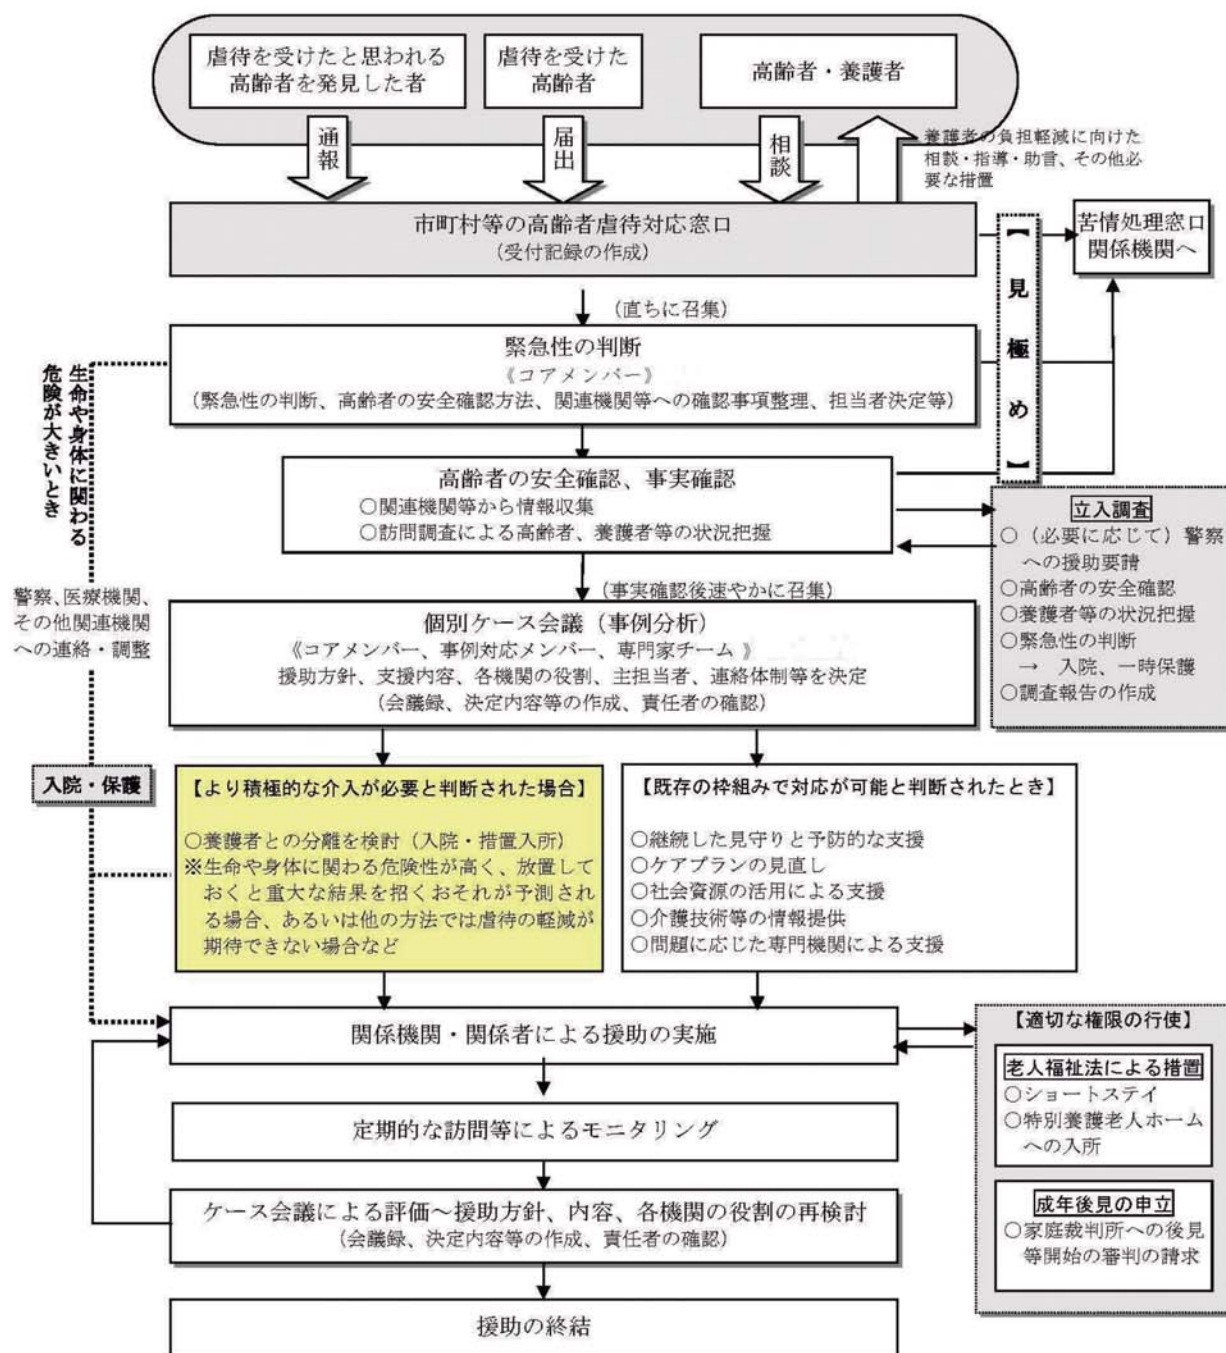 虐待を受けたと思われる
高齢者を発見した者
虐待を受けた
高齢者
高齢者・養護者
通報
届出
相談
養護者の負担軽減に向けた
相談・指導・助言、その他必
要な措置
市町村等の高齢者虐待対応窓口
(受付記録の作成)
【見極め】
苦情処理窓口
関係機関へ
(直ちに召集)
緊急性の判断
《コアメンバー》
(緊急性の判断、高齢者の安全確認方法、関連機関等への確認事項整理、担当者決定等)
生命や身体に関わる
危険が大きいとき
高齢者の安全確認、事実確認
○関連機関等から情報収集
○訪問調査による高齢者、養護者等の状況把握
立入調査
○（必要に応じて）警察
への援助要請
○高齢者の安全確認
○養護者等の状況把握
○緊急性の判断
→ 入院、一時保護
○調査報告の作成
警察、医療機関、
その他関連機関
への連絡・調整
(事実確認後速やかに召集)
個別ケース会議（事例分析）
《コアメンバー、事例対応メンバー、専門家チーム 》
援助方針、支援内容、各機関の役割、主担当者、連絡体制等を決定
(会議録、決定内容等の作成、責任者の確認)
入院・保護
【より積極的な介入が必要と判断された場合】
○養護者との分離を検討（入院・措置入所）
※生命や身体に関わる危険性が高く、放置して
おくと重大な結果を招くおそれが予測され
る場合、あるいは他の方法では虐待の軽減が
期待できない場合など
【既存の枠組みで対応が可能と判断されたとき】
○継続した見守りと予防的な支援
○ケアプランの見直し
○社会資源の活用による支援
○介護技術等の情報提供
○問題に応じた専門機関による支援
関係機関・関係者による援助の実施
【適切な権限の行使】
老人福祉法による措置
○ショートステイ
○特別養護老人ホーム
への入所
成年後見の申立
○家庭裁判所への後見
等開始の審判の請求
定期的な訪問等によるモニタリング
ケース会議による評価～援助方針、内容、各機関の役割の再検討
(会議録、決定内容等の作成、責任者の確認)
援助の終結